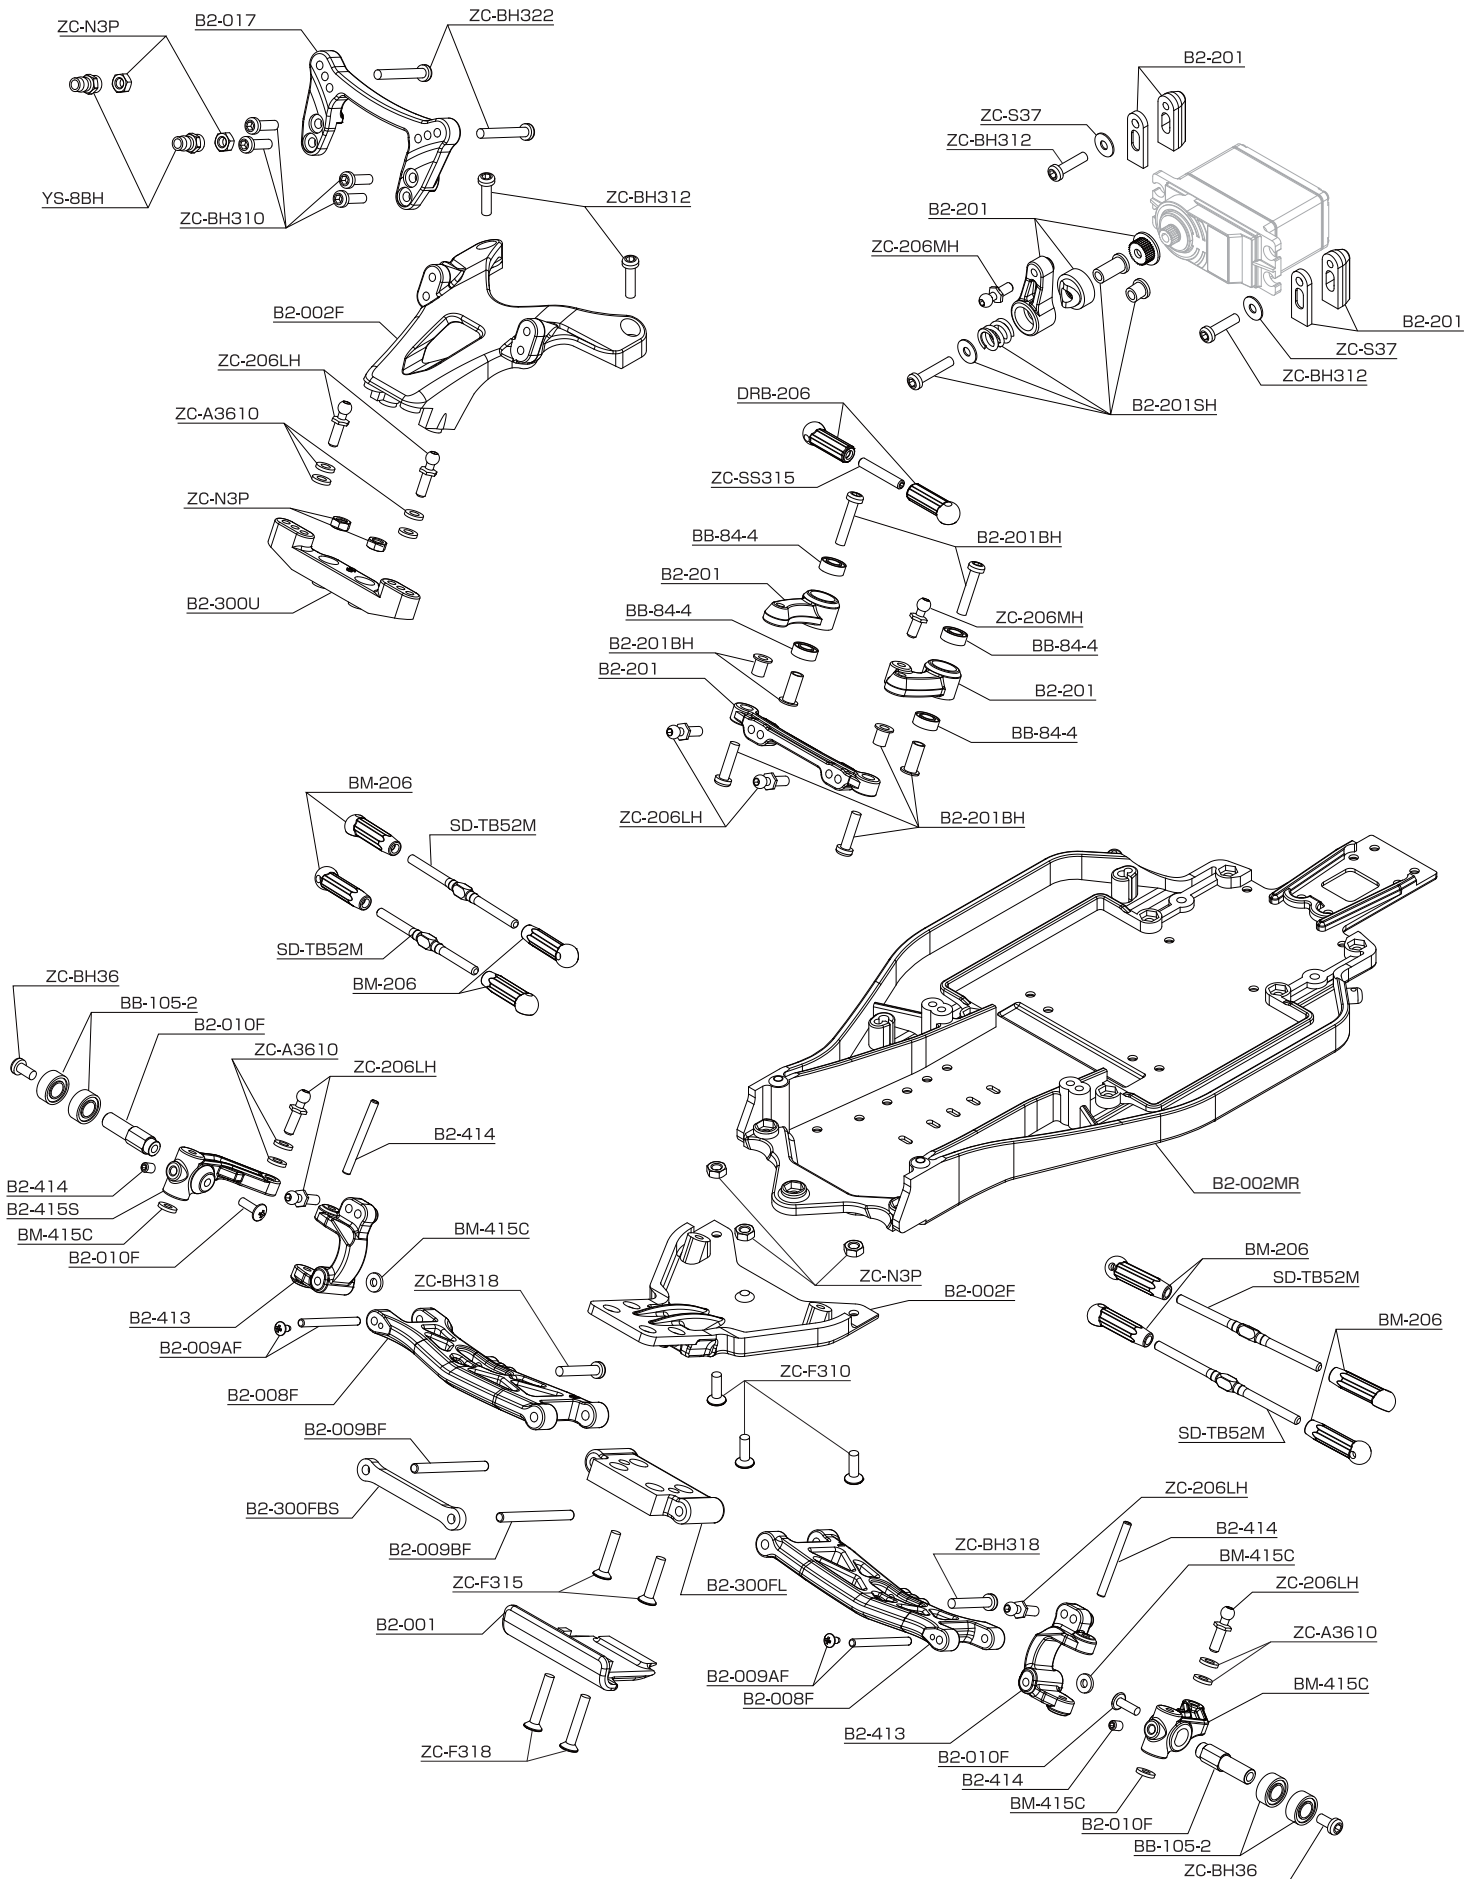 ZC-N3P
B2-017
ZC-BH322
YS-8BH
ZC-BH310
ZC-BH312
B2-002F
ZC-206LH
ZC-A3610
ZC-N3P
B2-300U
B2-201
ZC-S37
ZC-BH312
B2-201
ZC-206MH
B2-201
ZC-S37
ZC-BH312
B2-201SH
DRB-206
ZC-SS315
BB-84-4
B2-201BH
B2-201
BB-84-4
ZC-206MH
B2-201BH
BB-84-4
B2-201
B2-201
BB-84-4
ZC-206LH
B2-201BH
BM-206
SD-TB52M
SD-TB52M
BM-206
ZC-BH36
BB-105-2
B2-010F
ZC-A3610
ZC-206LH
B2-414
B2-414
B2-415S
BM-415C
B2-010F
BM-415C
B2-413
ZC-BH318
B2-009AF
B2-008F
B2-002MR
ZC-N3P
B2-002F
BM-206
SD-TB52M
BM-206
SD-TB52M
ZC-F310
B2-009BF
B2-300FBS
B2-009BF
ZC-F315
B2-300FL
B2-001
ZC-F318
ZC-206LH
B2-414
ZC-BH318
BM-415C
ZC-206LH
ZC-A3610
BM-415C
B2-009AF
B2-008F
B2-413
B2-010F
B2-414
BM-415C
B2-010F
BB-105-2
ZC-BH36